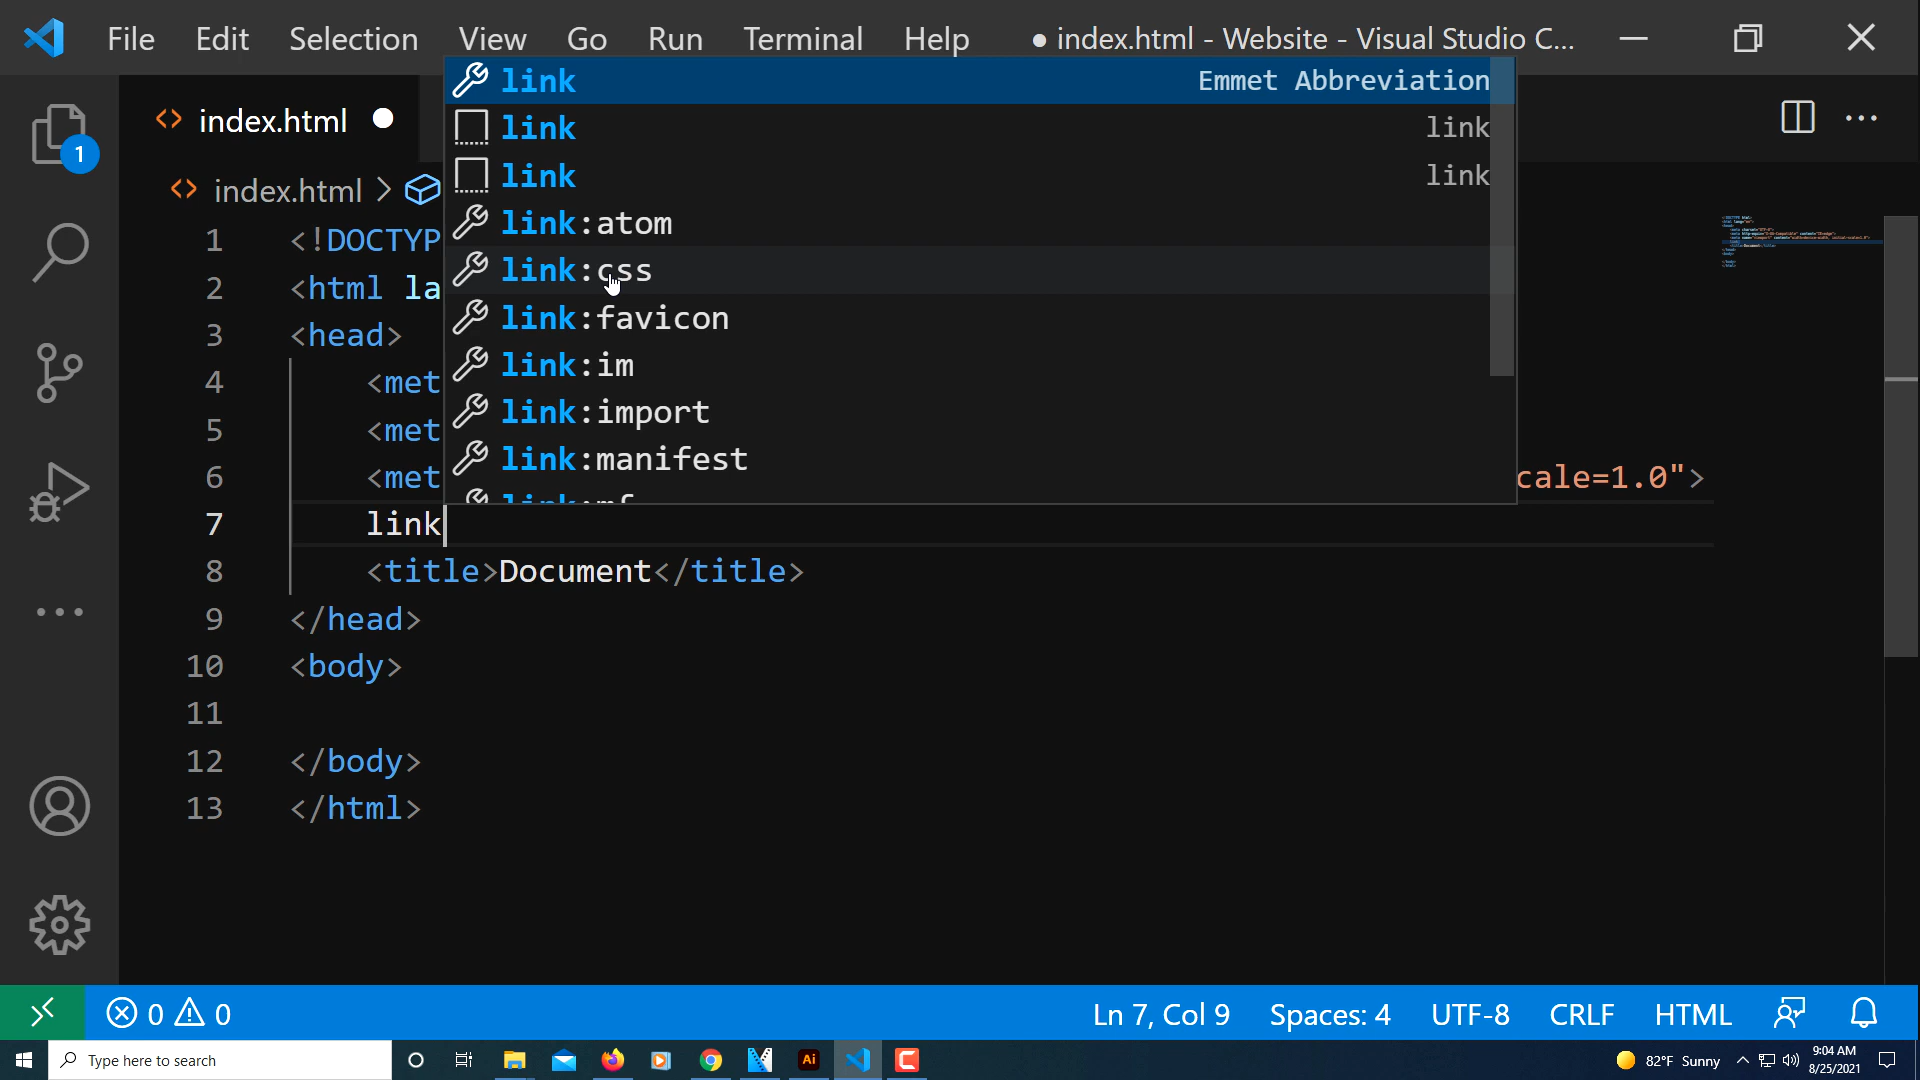 File Edit Selection View Go Run Terminal Help ● index.html - Website - Visual Studio C...
link Emmet Abbreviation
<> index.html ●
link link
1
link link
<> index.html >
link:atom
1 <!DOCTYP
link:css
2 <html la
link:favicon
3 <head>
link:im
4 <met
link:import
5 <met
link:manifest
6 <met cale=1.0">
7 link
8 <title>Document</title>
9 </head>
10 <body>
11
12 </body>
13 </html>
0 0 Ln 7, Col 9 Spaces: 4 UTF-8 CRLF HTML
Type here to search Ai 82°F Sunny 9:04 AM
8/25/2021